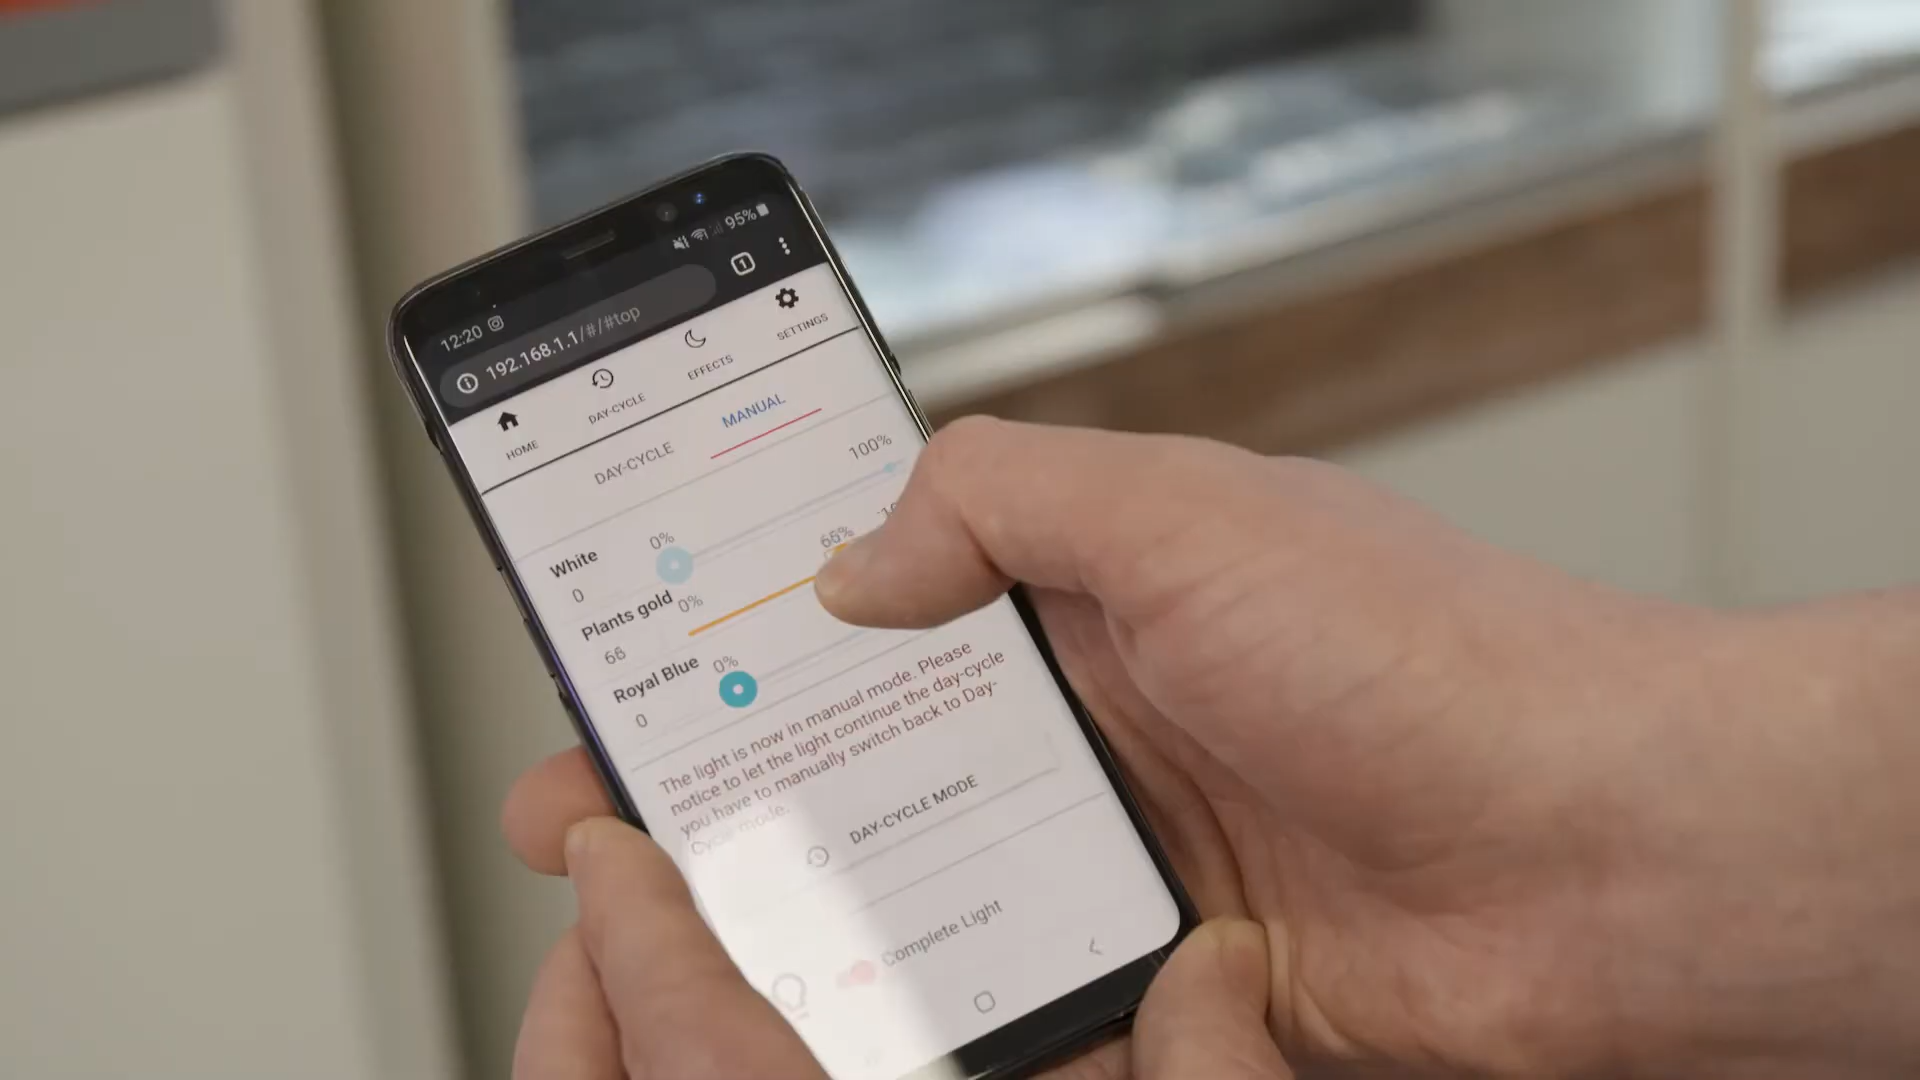 12:20
95%
192.168.1.1/#/#top
1
HOME
DAY-CYCLE
EFFECTS
SETTINGS
DAY-CYCLE
MANUAL
White
0%
100%
0
Plants gold
0%
Royal Blue
0%
0
The light is now in manual mode. Please
notice to let the light continue the day-cycle
you have to manually switch back to Day-
Cycle mode.
DAY-CYCLE MODE
Complete Light